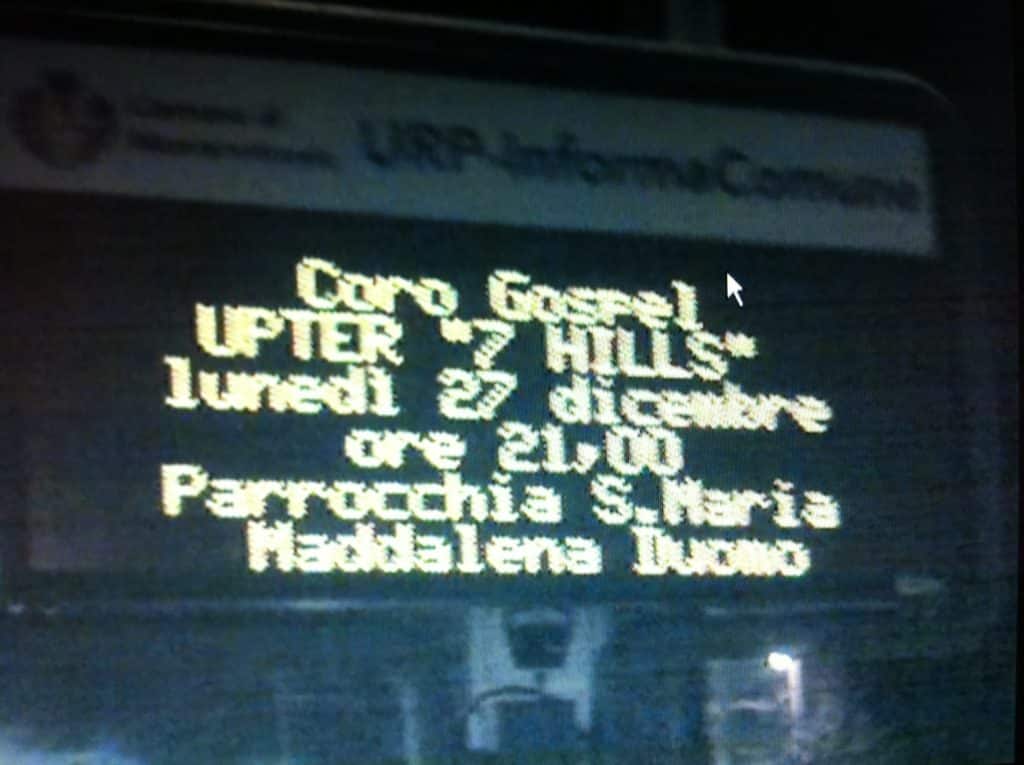 URP-InformaComune
Coro Gospel
UPTER "7 HILLS"
lunedì 27 dicembre
ore 21,00
Parrocchia S.Maria
Maddalena Duomo